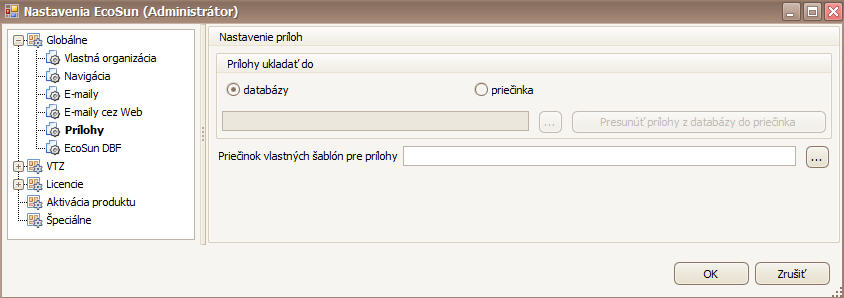 Nastavenia EcoSun (Administrátor)
Globálne
Vlastná organizácia
Navigácia
E-maily
E-maily cez Web
Prílohy
EcoSun DBF
VTZ
Licencie
Aktivácia produktu
Špeciálne
Nastavenie príloh
Prílohy ukladať do
databázy
priečinka
...
Presunúť prílohy z databázy do priečinka
Priečinok vlastných šablón pre prílohy
...
OK
Zrušiť